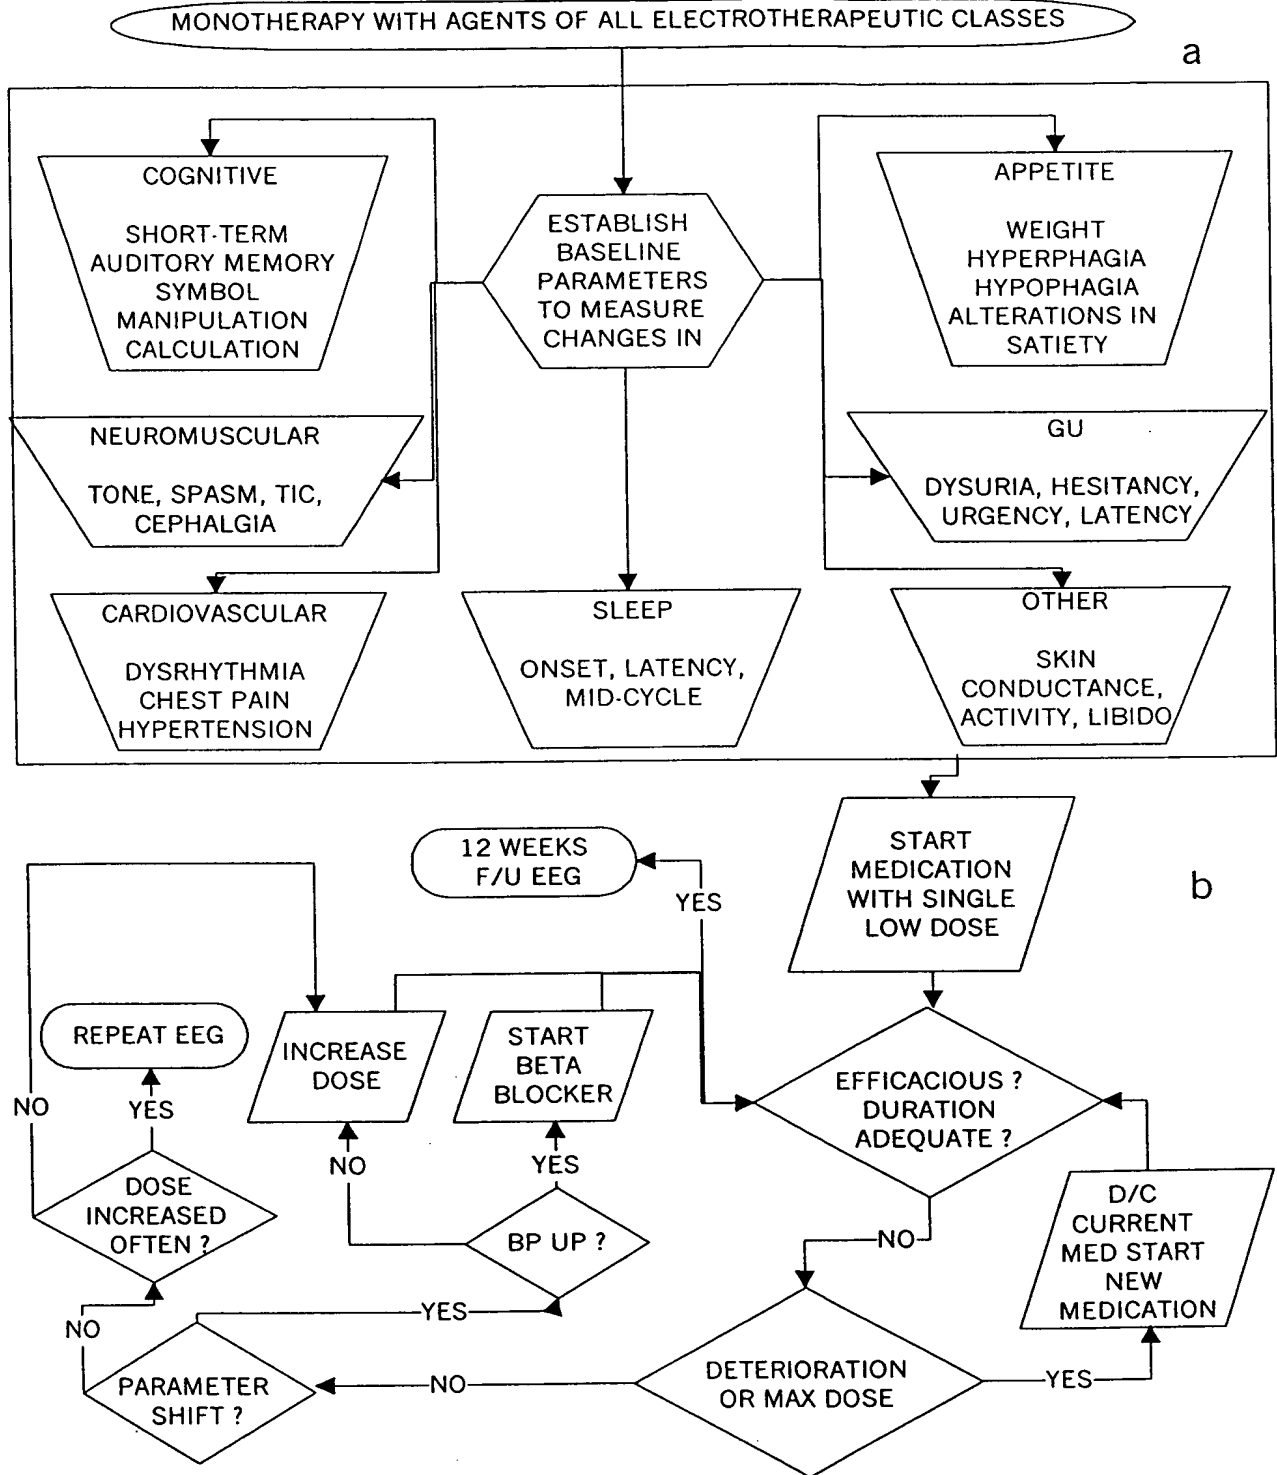 MONOTHERAPY WITH AGENTS OF ALL ELECTROTHERAPEUTIC CLASSES
a
COGNITIVE
SHORT-TERM
AUDITORY MEMORY
SYMBOL
MANIPULATION
CALCULATION
ESTABLISH
BASELINE
PARAMETERS
TO MEASURE
CHANGES IN
APPETITE
WEIGHT
HYPERPHAGIA
HYPOPHAGIA
ALTERATIONS IN
SATIETY
NEUROMUSCULAR
TONE, SPASM, TIC,
CEPHALGIA
GU
DYSURIA, HESITANCY,
URGENCY, LATENCY
CARDIOVASCULAR
DYSRHYTHMIA
CHEST PAIN
HYPERTENSION
SLEEP
ONSET, LATENCY,
MID-CYCLE
OTHER
SKIN
CONDUCTANCE,
ACTIVITY, LIBIDO
12 WEEKS
F/U EEG
YES
START
MEDICATION
WITH SINGLE
LOW DOSE
b
REPEAT EEG
INCREASE
DOSE
START
BETA
BLOCKER
EFFICACIOUS ?
DURATION
ADEQUATE ?
NO
YES
NO
YES
DOSE
INCREASED
OFTEN ?
BP UP ?
NO
D/C
CURRENT
MED START
NEW
MEDICATION
NO
YES
PARAMETER
SHIFT ?
NO
DETERIORATION
OR MAX DOSE
YES